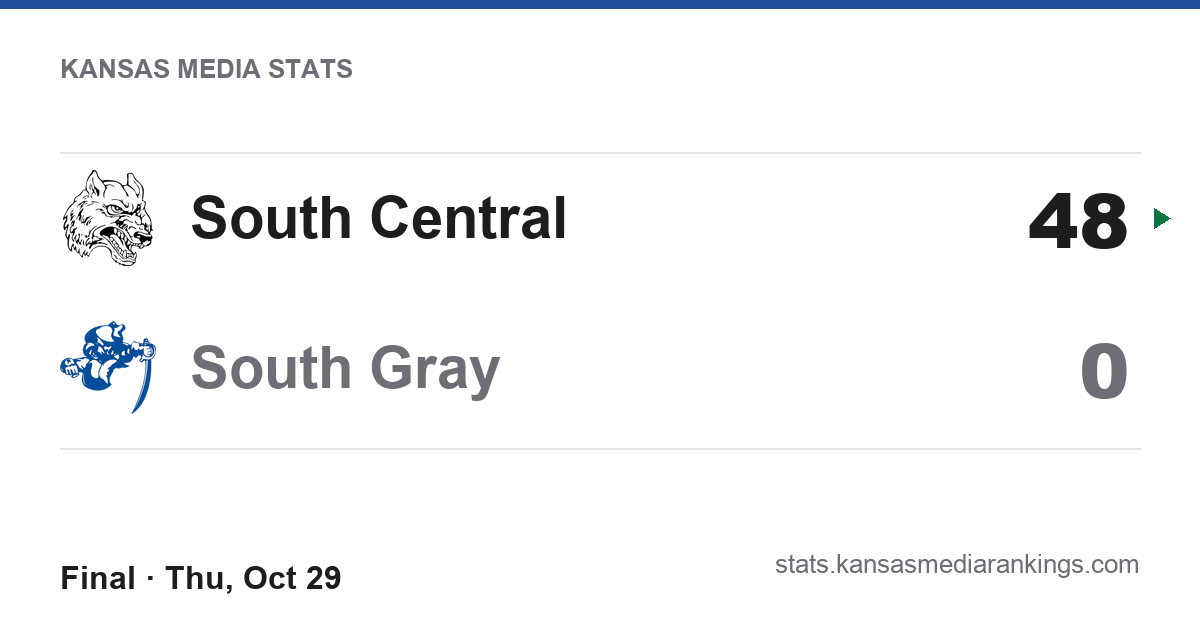 KANSAS MEDIA STATS
South Central 48
South Gray 0
Final · Thu, Oct 29
stats.kansasmediarankings.com